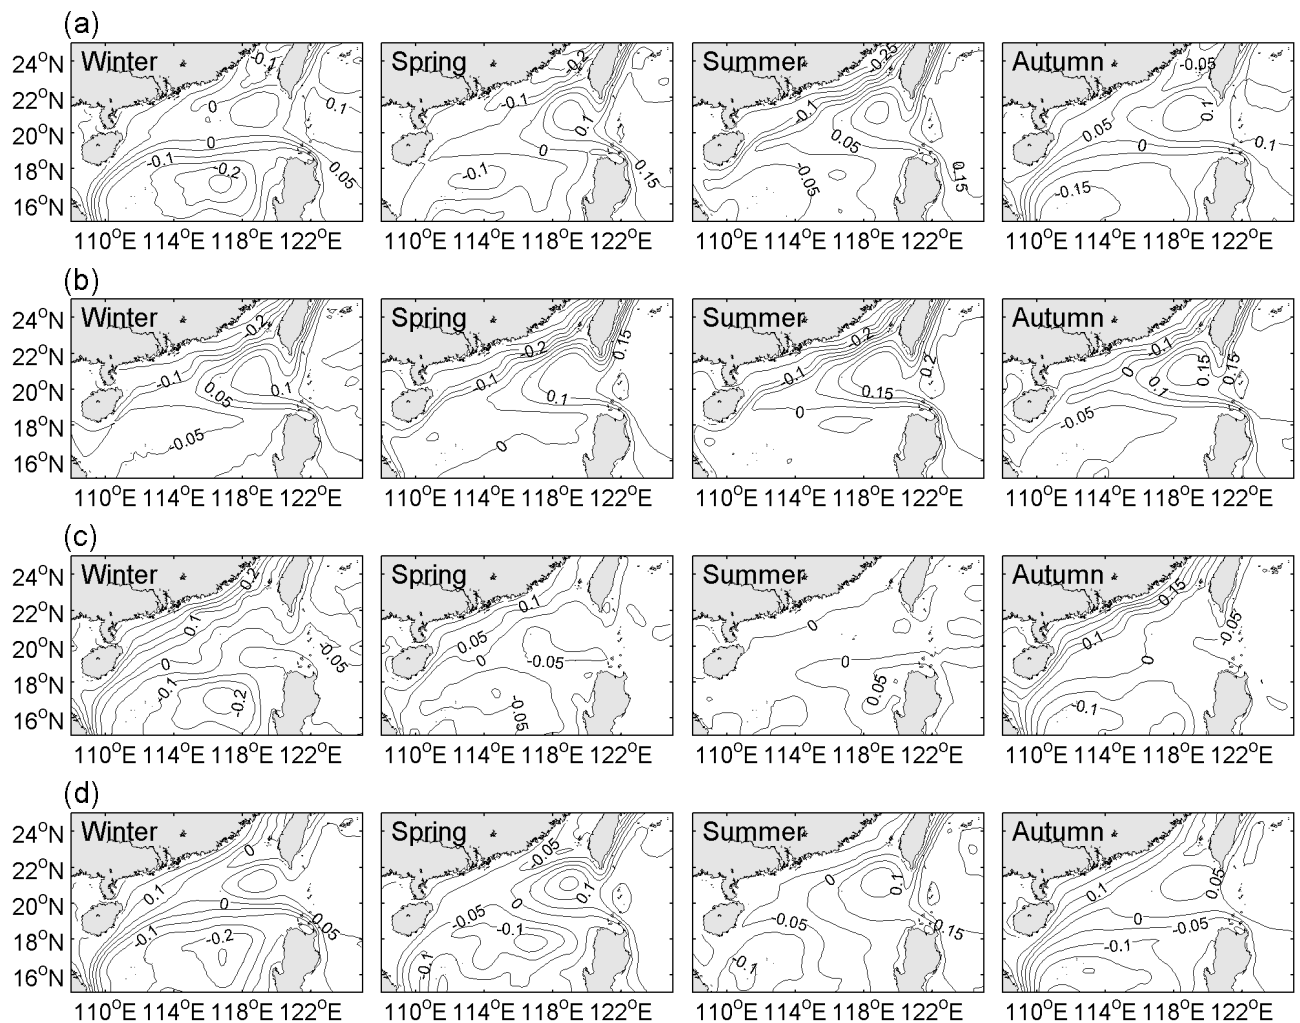 (a)
Winter Spring Summer Autumn
-0.1 -0.2 -0.25 -0.05
24°N
22°N
20°N
18°N
16°N
0 0.1 -0.1 -0.1 0.1
0.1 0.05 0.05 0.1
0 0 0
-0.1 -0.2 0.05 -0.1 0.15 -0.05 0.15 -0.15
110°E 114°E 118°E 122°E 110°E 114°E 118°E 122°E 110°E 114°E 118°E 122°E 110°E 114°E 118°E 122°E
(b)
Winter Spring Summer Autumn
24°N
22°N
20°N
18°N
16°N
-0.2 -0.2 0.15 -0.2 -0.1
-0.1 -0.1 -0.1 0.2 0 0.15 0.15
0.05 0.1 0.1 0.15 0.1
-0.05 0 0 -0.05
110°E 114°E 118°E 122°E 110°E 114°E 118°E 122°E 110°E 114°E 118°E 122°E 110°E 114°E 118°E 122°E
(c)
Winter Spring Summer Autumn
24°N
22°N
20°N
18°N
16°N
0.2 0.1 0.15
0.1 0.05 0 0.1 -0.05
0 -0.05 0 -0.05 0 0
-0.1 -0.2 -0.05 0.05 -0.1
110°E 114°E 118°E 122°E 110°E 114°E 118°E 122°E 110°E 114°E 118°E 122°E 110°E 114°E 118°E 122°E
(d)
Winter Spring Summer Autumn
24°N
22°N
20°N
18°N
16°N
0 -0.05
0.1 0.1 0 0.1 0.1 0.05
0 0.05 -0.05 0 -0.05 0.15 0 -0.05
-0.1 -0.2 -0.1 -0.1 -0.1 -0.1
110°E 114°E 118°E 122°E 110°E 114°E 118°E 122°E 110°E 114°E 118°E 122°E 110°E 114°E 118°E 122°E